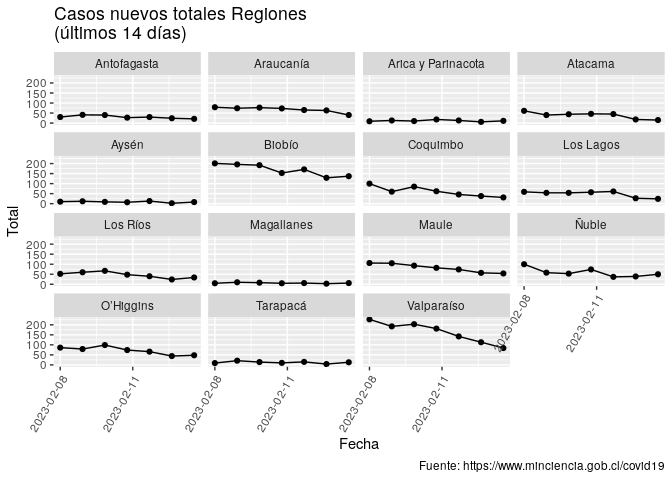 Casos nuevos totales Regiones
(últimos 14 días)
Antofagasta
Araucanía
Arica y Parinacota
Atacama
200
150
100
50
0
Aysén
Biobío
Coquimbo
Los Lagos
200
150
100
50
0
Los Ríos
Magallanes
Maule
Ñuble
200
150
100
50
0
O'Higgins
Tarapacá
Valparaíso
200
150
100
50
0
Total
2023-02-08
2023-02-11
2023-02-08
2023-02-11
2023-02-08
2023-02-11
2023-02-08
2023-02-11
Fecha
Fuente: https://www.minciencia.gob.cl/covid19